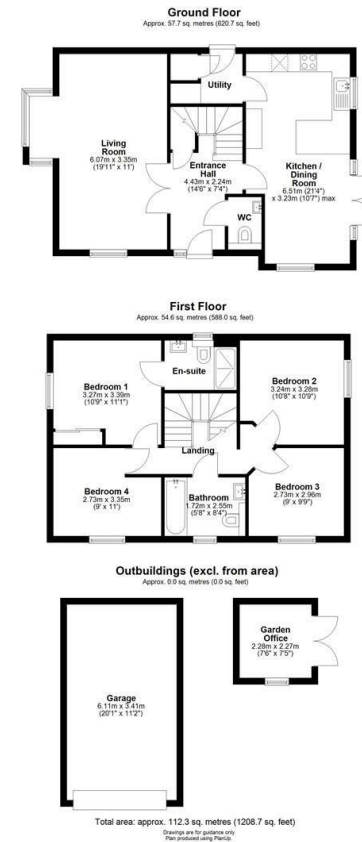 Ground Floor
Approx. 57.7 sq. metres (620.7 sq. feet)
Utility
Living
Room
6.07m x 3.35m
(19'11" x 11')
Entrance
Hall
4.43m x 2.24m
(14'6" x 7'4")
Kitchen /
Dining
Room
6.51m (21'4")
x 3.23m (10'7") max
WC
First Floor
Approx. 54.6 sq. metres (588.0 sq. feet)
Bedroom 1
3.27m x 3.39m
(10'9" x 11'1")
En-suite
Bedroom 2
3.24m x 3.28m
(10'8" x 10'9")
Landing
Bedroom 4
2.73m x 3.35m
(9' x 11')
Bathroom
1.72m x 2.55m
(5'8" x 8'4")
Bedroom 3
2.73m x 2.96m
(9' x 9'9")
Outbuildings (excl. from area)
Approx. 0.0 sq. metres (0.0 sq. feet)
Garden
Office
2.28m x 2.27m
(7'6" x 7'5")
Garage
6.11m x 3.41m
(20'1" x 11'2")
Total area: approx. 112.3 sq. metres (1208.7 sq. feet)
Drawings are for guidance only
Plan produced using PlanUp.